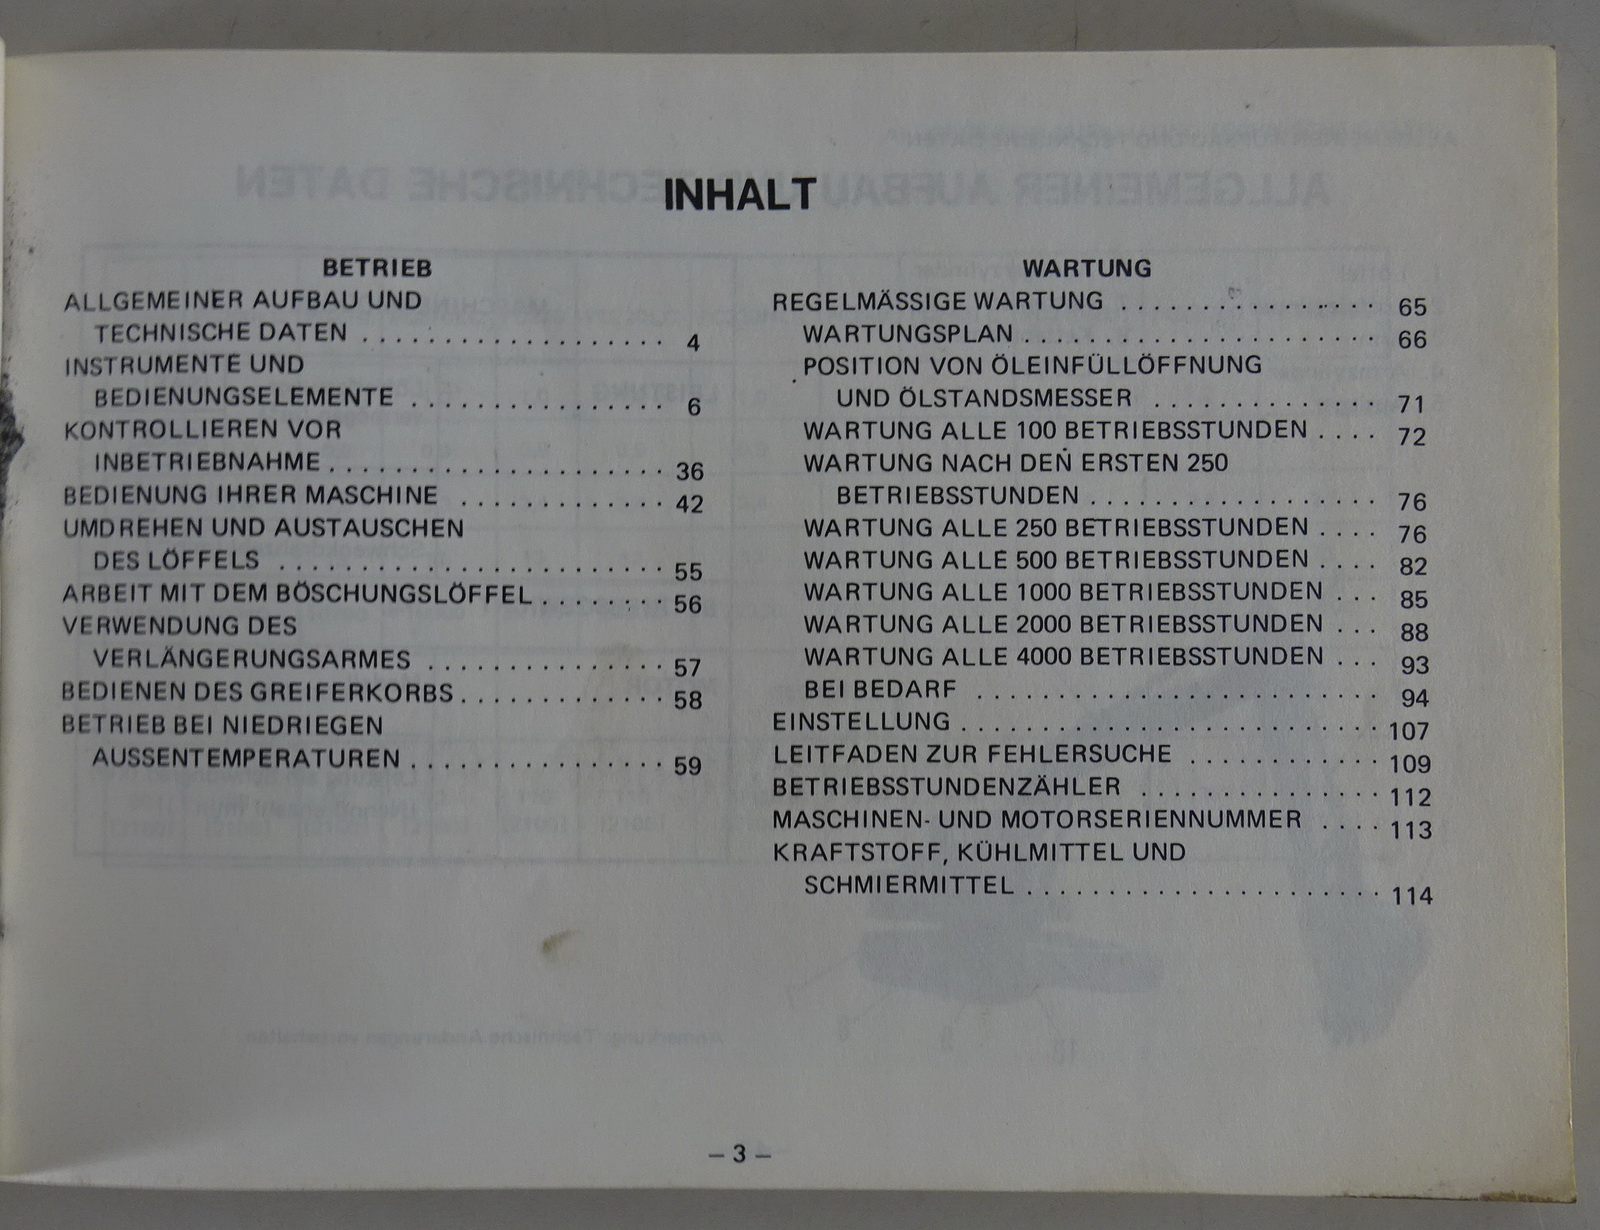 INHALT
BETRIEB
ALLGEMEINER AUFBAU UND
TECHNISCHE DATEN . . . . . . . . . . . . . . . . . . . 4
INSTRUMENTE UND
BEDIENUNGSELEMENTE . . . . . . . . . . . . . . . . 6
KONTROLLIEREN VOR
INBETRIEBNAHME . . . . . . . . . . . . . . . . . . . . . 36
BEDIENUNG IHRER MASCHINE . . . . . . . . . . . . . 42
UMDREHEN UND AUSTAUSCHEN
DES LÖFFELS . . . . . . . . . . . . . . . . . . . . . . . . 55
ARBEIT MIT DEM BÖSCHUNGSLÖFFEL . . . . . . . . 56
VERWENDUNG DES
VERLÄNGERUNGSARMES . . . . . . . . . . . . . . . 57
BEDIENEN DES GREIFERKORBS . . . . . . . . . . . . . 58
BETRIEB BEI NIEDRIEGEN
AUSSENTEMPERATUREN . . . . . . . . . . . . . . . . 59
WARTUNG
REGELMÄSSIGE WARTUNG . . . . . . . . . . . . . . . . 65
WARTUNGSPLAN . . . . . . . . . . . . . . . . . . . . . . 66
POSITION VON ÖLEINFÜLLÖFFNUNG
UND ÖLSTANDSMESSER . . . . . . . . . . . . . . 71
WARTUNG ALLE 100 BETRIEBSSTUNDEN . . . . 72
WARTUNG NACH DEN ERSTEN 250
BETRIEBSSTUNDEN . . . . . . . . . . . . . . . . . . 76
WARTUNG ALLE 250 BETRIEBSSTUNDEN . . . . 76
WARTUNG ALLE 500 BETRIEBSSTUNDEN . . . . 82
WARTUNG ALLE 1000 BETRIEBSSTUNDEN . . . 85
WARTUNG ALLE 2000 BETRIEBSSTUNDEN . . . 88
WARTUNG ALLE 4000 BETRIEBSSTUNDEN . . . 93
BEI BEDARF . . . . . . . . . . . . . . . . . . . . . . . . . 94
EINSTELLUNG . . . . . . . . . . . . . . . . . . . . . . . . . . 107
LEITFADEN ZUR FEHLERSUCHE . . . . . . . . . . . . 109
BETRIEBSSTUNDENZÄHLER . . . . . . . . . . . . . . . 112
MASCHINEN- UND MOTORSERIENNUMMER . . . . 113
KRAFTSTOFF, KÜHLMITTEL UND
SCHMIERMITTEL . . . . . . . . . . . . . . . . . . . . . . 114
– 3 –